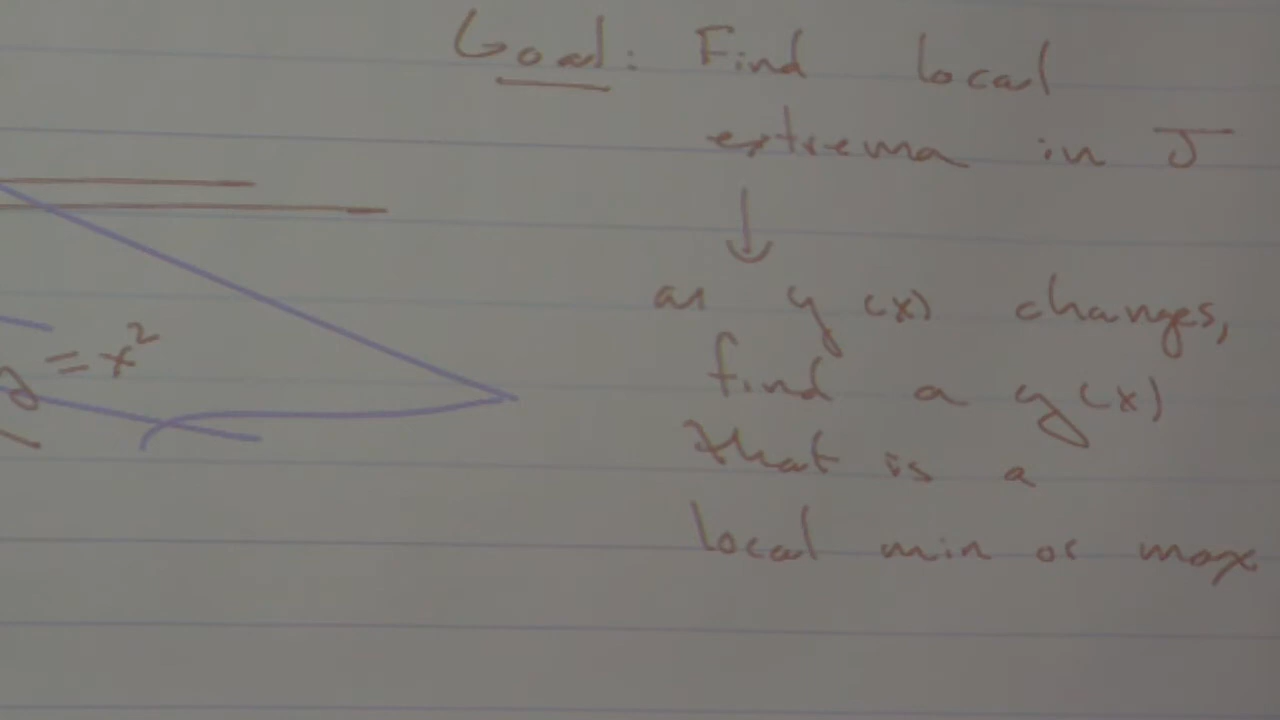 Goal: Find local
extrema in J
↓
as y(x) changes,
y = x²
find a y(x)
that is a
local min or max